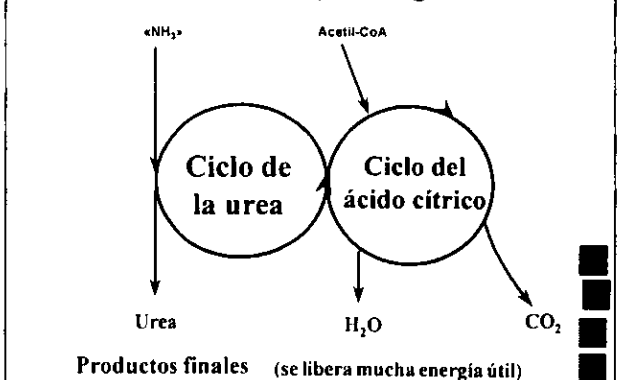 «NH₃» Acetil-CoA
Ciclo de
la urea
Ciclo del
ácido cítrico
Urea H₂O CO₂
Productos finales (se libera mucha energía útil)